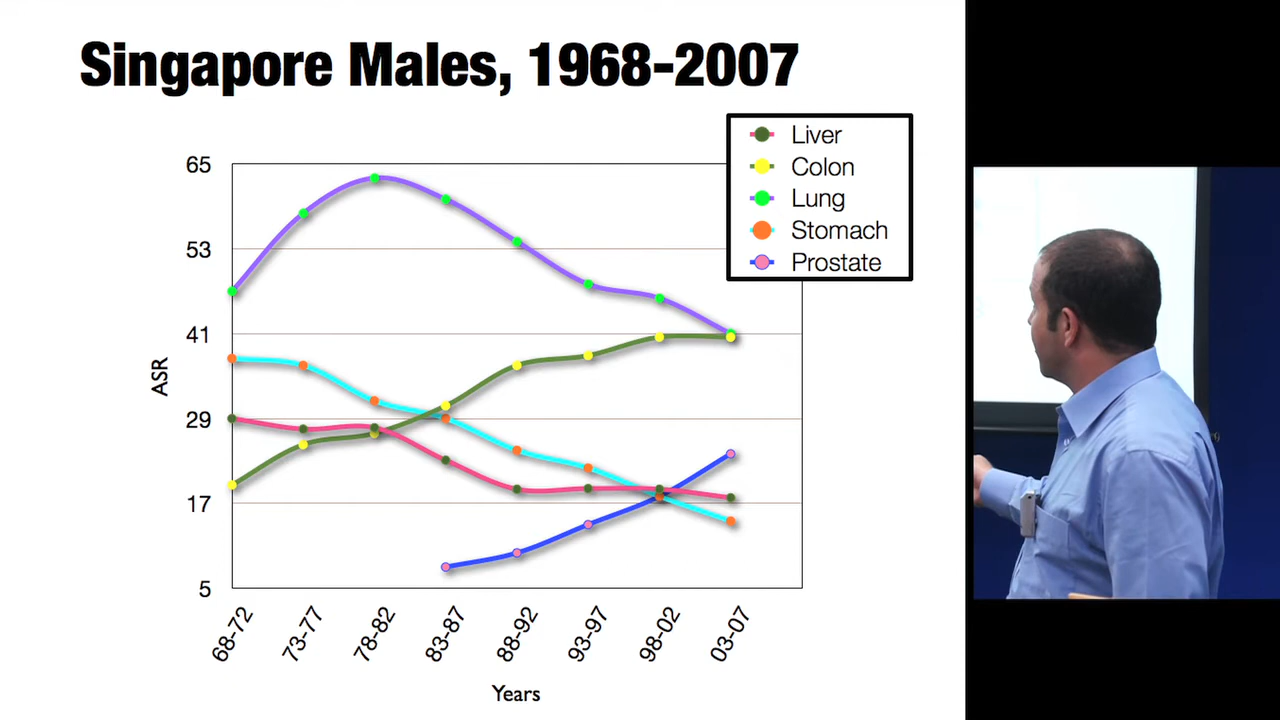 Singapore Males, 1968-2007
Liver
Colon
Lung
Stomach
Prostate
65
53
41
29
17
5
ASR
68-72
73-77
78-82
83-87
88-92
93-97
98-02
03-07
Years